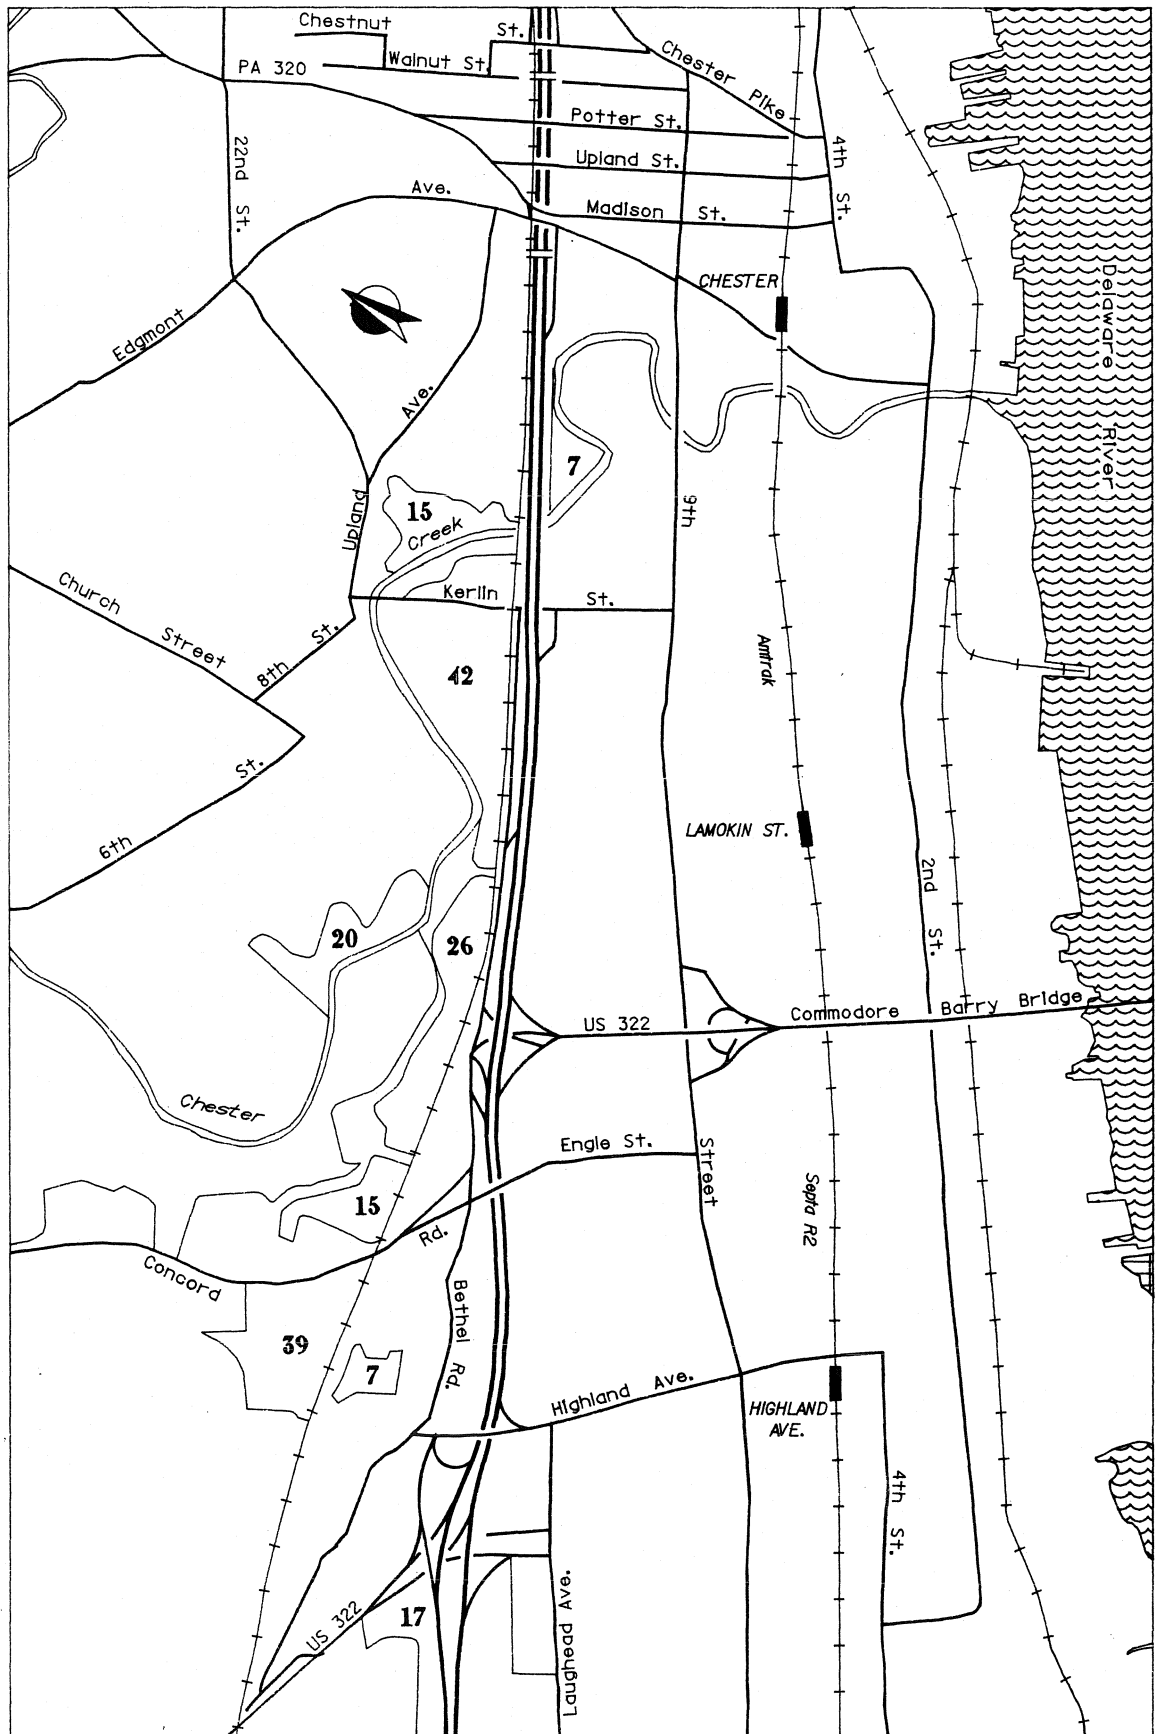 Chestnut
St.
Walnut St.
PA 320
Chester Pike
Potter St.
22nd St.
4th St.
Upland St.
Ave.
Madison St.
CHESTER
Delaware River
Edgmont
Ave.
7
15
Creek
Upland
9th
Kerlin St.
Church Street
8th St.
42
Amtrak
6th St.
LAMOKIN ST.
2nd St.
20
26
US 322
Commodore Barry Bridge
Chester
Engle St.
Street
15
Septa R2
Rd.
Concord
Bethel Rd.
39
7
Highland Ave.
HIGHLAND
AVE.
4th St.
17
US 322
Laughead Ave.